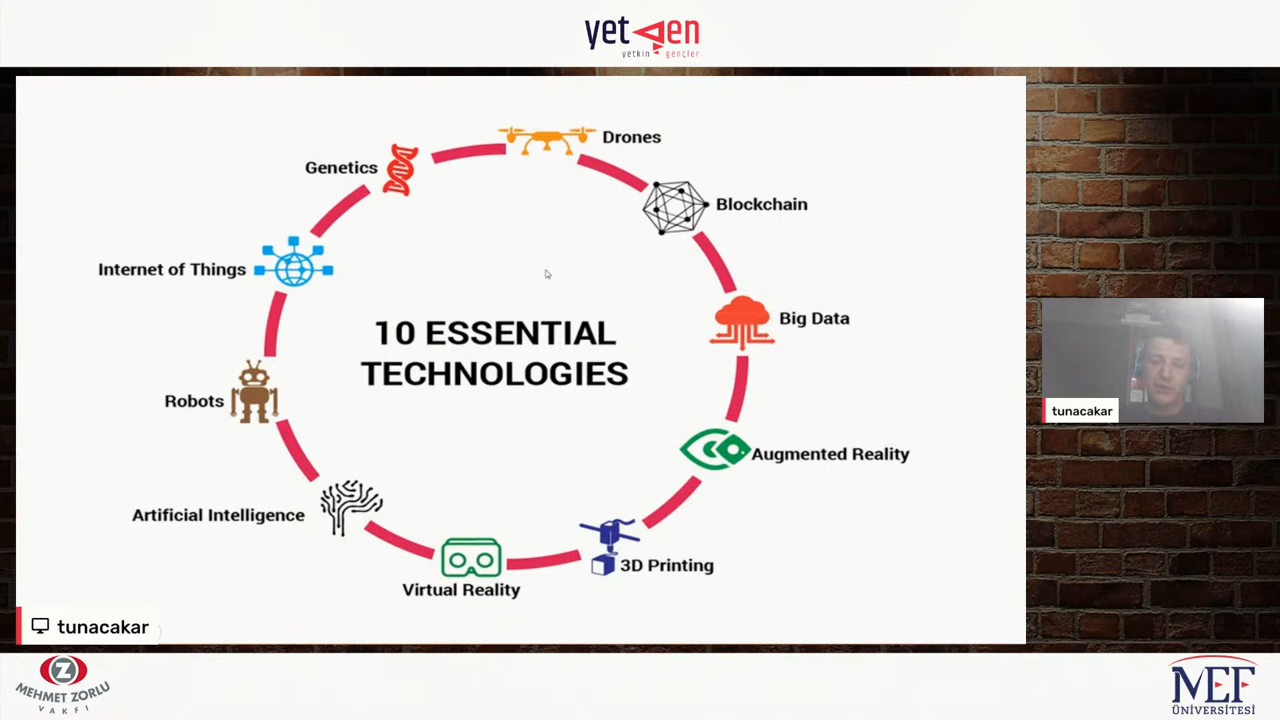 yetgen
yetkin gençler
Drones
Genetics
Blockchain
Internet of Things
Big Data
10 ESSENTIAL
TECHNOLOGIES
Robots
tunacakar
Augmented Reality
Artificial Intelligence
3D Printing
Virtual Reality
tunacakar
Z
MEHMET ZORLU
VAKFI
MEF
ÜNİVERSİTESİ